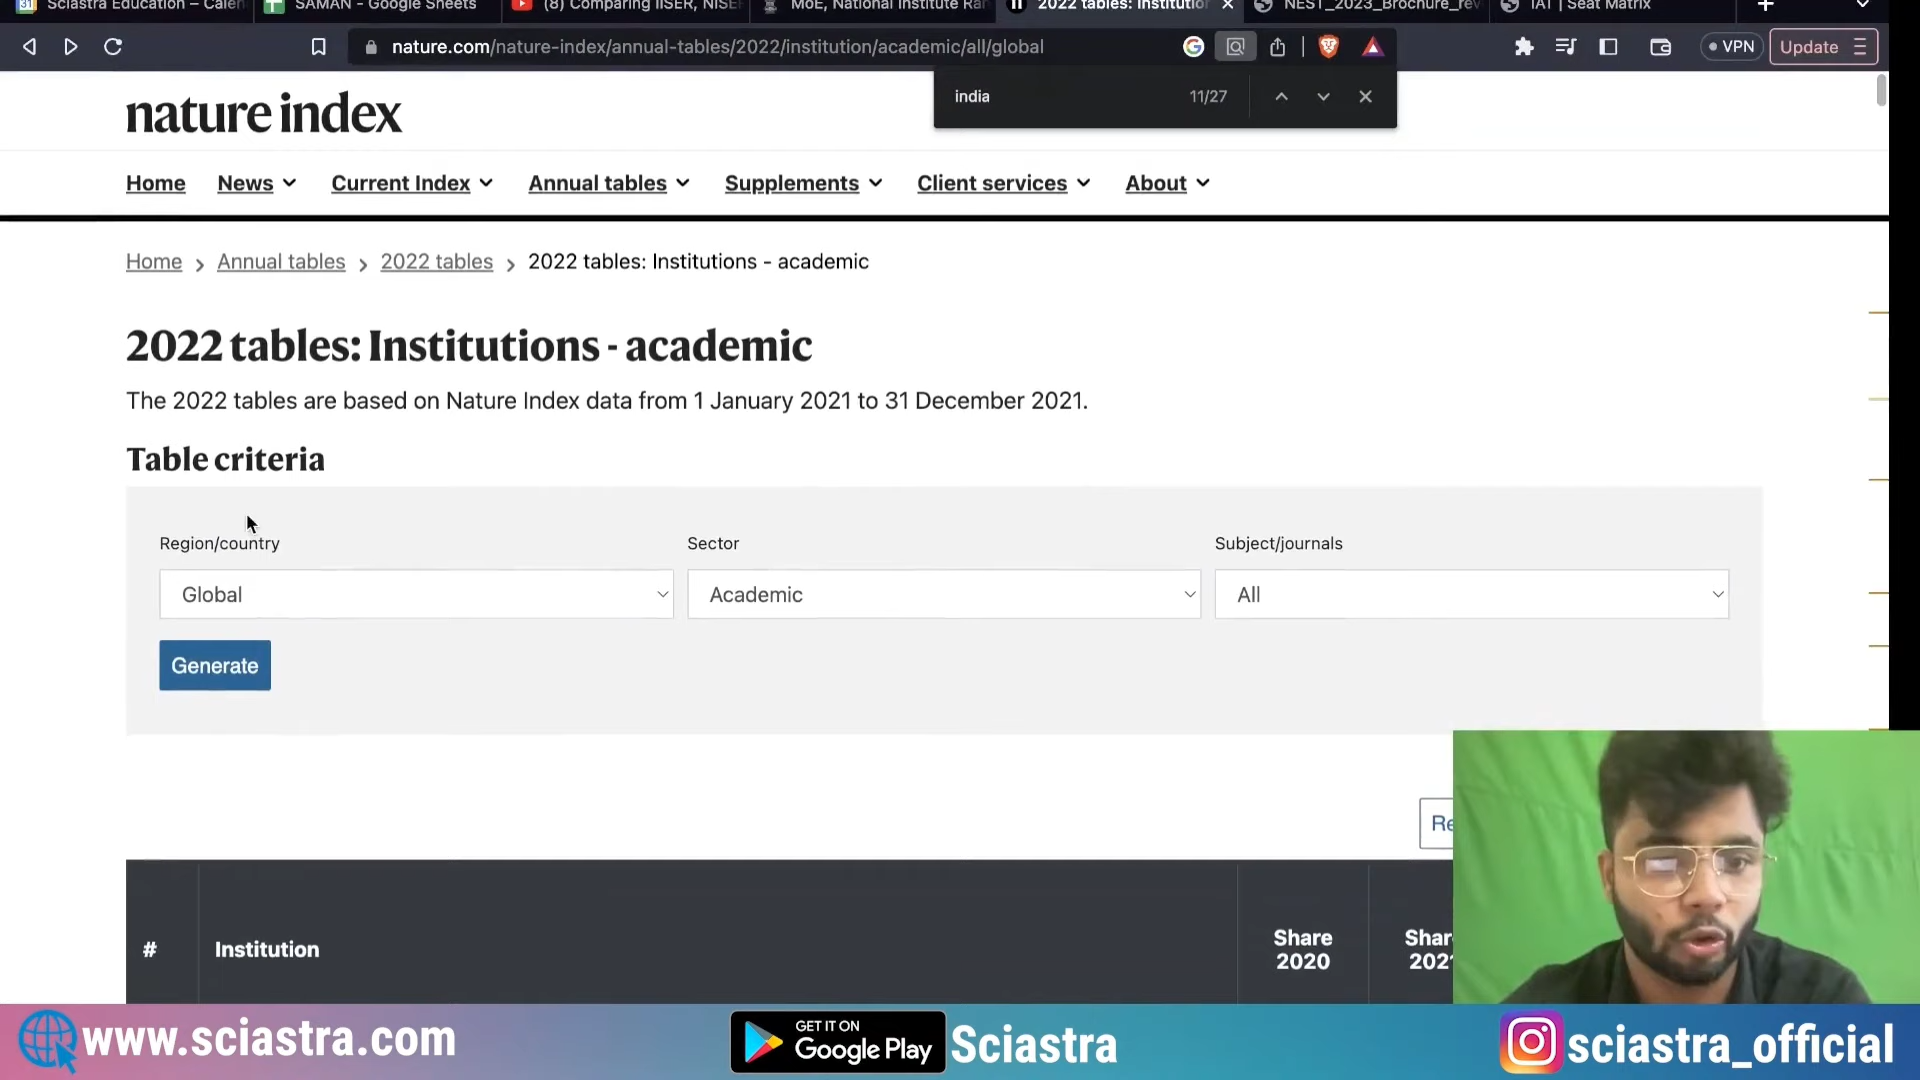 Sciastra Education – Calen
SAMAN - Google Sheets
(8) Comparing IISER, NISE
MoE, National Institute Ran
2022 tables: Institution
NEST_2023_Brochure_rev
IAT | Seat Matrix
nature.com/nature-index/annual-tables/2022/institution/academic/all/global
VPN
Update
india
11/27
nature index
Home
News
Current Index
Annual tables
Supplements
Client services
About
Home > Annual tables > 2022 tables > 2022 tables: Institutions - academic
2022 tables: Institutions - academic
The 2022 tables are based on Nature Index data from 1 January 2021 to 31 December 2021.
Table criteria
Region/country
Sector
Subject/journals
Global
Academic
All
Generate
Re
#
Institution
Share
2020
Shar
202
www.sciastra.com
GET IT ON
Google Play
Sciastra
sciastra_official